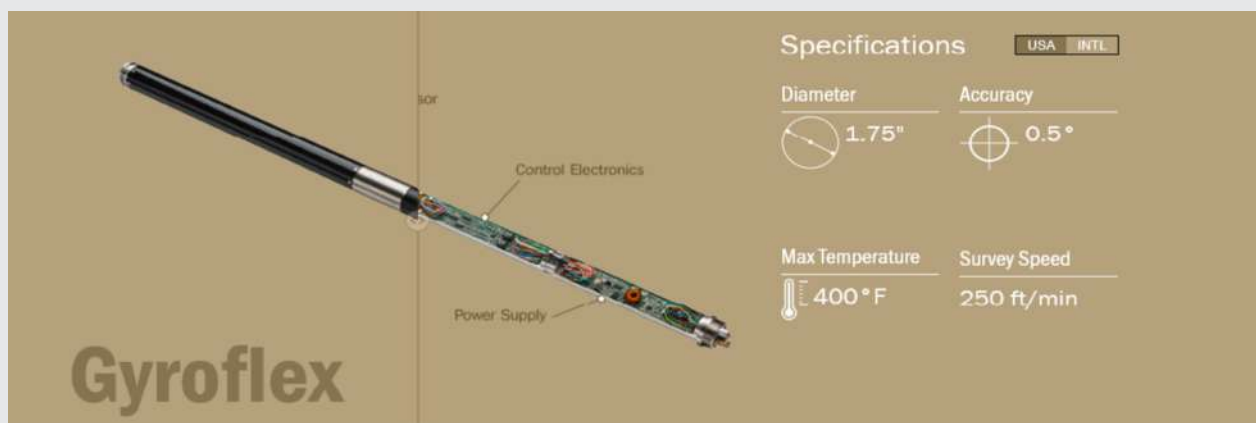 Specifications
USA INTL
Diameter
Accuracy
1.75"
0.5°
sor
Control Electronics
Max Temperature
Survey Speed
400°F
250 ft/min
Power Supply
Gyroflex